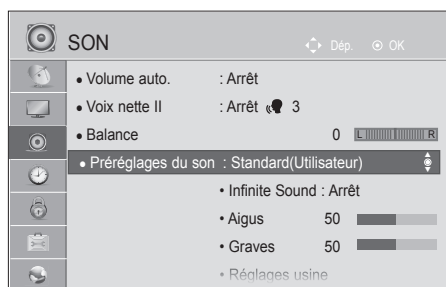 SON Dép. OK
• Volume auto. : Arrêt
• Voix nette II : Arrêt 3
• Balance 0 L R
• Préréglages du son : Standard(Utilisateur)
• Infinite Sound : Arrêt
• Aigus 50
• Graves 50
• Réglages usine